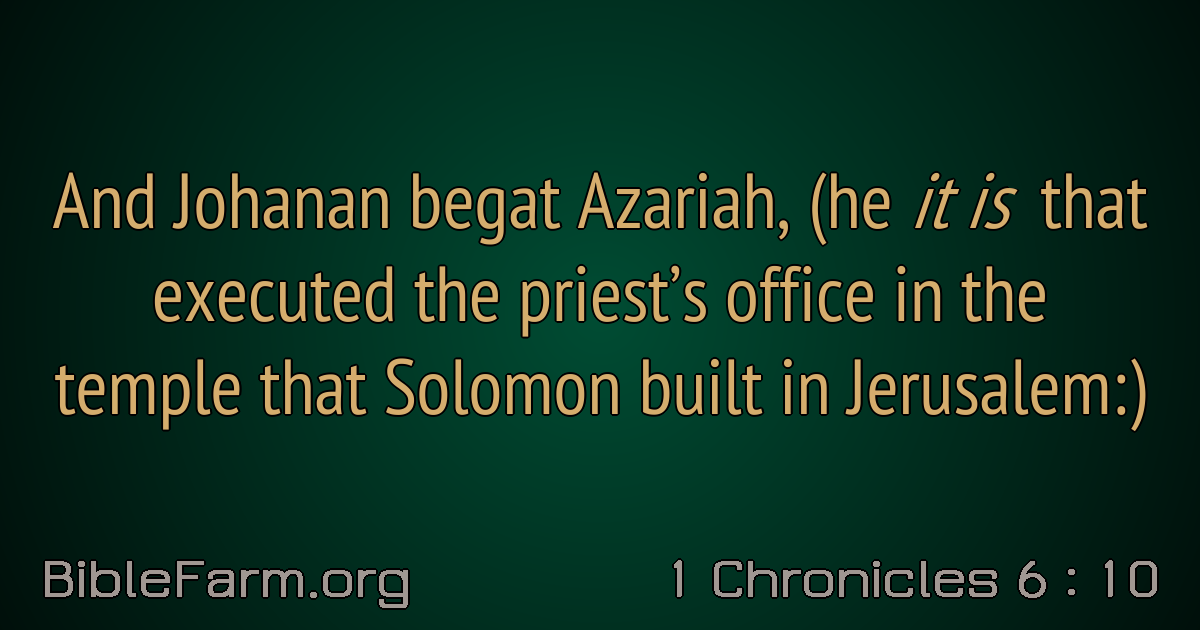 And Johanan begat Azariah, (he it is that
executed the priest’s office in the
temple that Solomon built in Jerusalem:)
BibleFarm.org
1 Chronicles 6 : 10